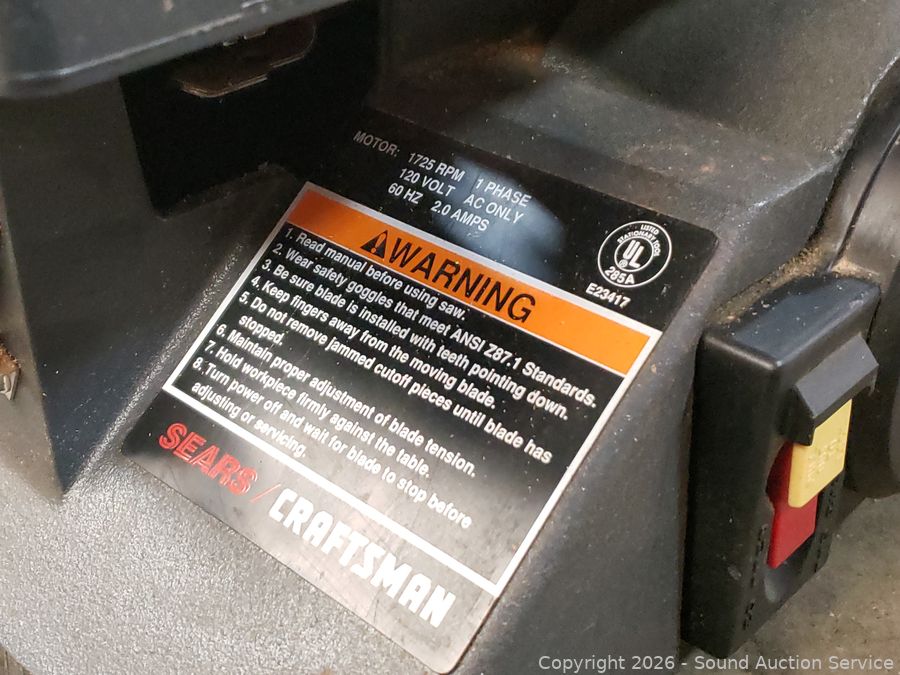 MOTOR: 1725 RPM 1 PHASE
120 VOLT AC ONLY
60 HZ 2.0 AMPS
LISTED
STATIONARY TOOL
UL
285A
E23417
WARNING
1. Read manual before using saw.
2. Wear safety goggles that meet ANSI Z87.1 Standards.
3. Be sure blade is installed with teeth pointing down.
4. Keep fingers away from the moving blade.
5. Do not remove jammed cutoff pieces until blade has
stopped.
6. Maintain proper adjustment of blade tension.
7. Hold workpiece firmly against the table.
8. Turn power off and wait for blade to stop before
adjusting or servicing.
SEARS / CRAFTSMAN
Copyright © 2026 - Sound Auction Service